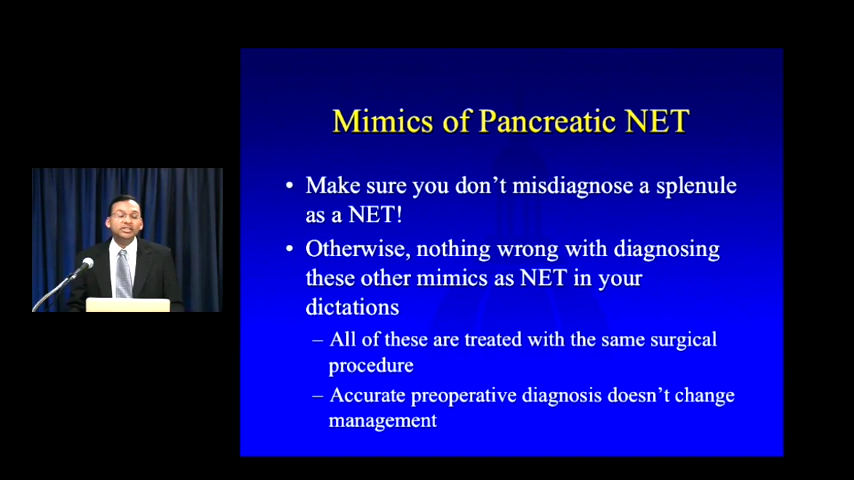 Mimics of Pancreatic NET
• Make sure you don't misdiagnose a splenule
as a NET!
• Otherwise, nothing wrong with diagnosing
these other mimics as NET in your
dictations
– All of these are treated with the same surgical
procedure
– Accurate preoperative diagnosis doesn't change
management